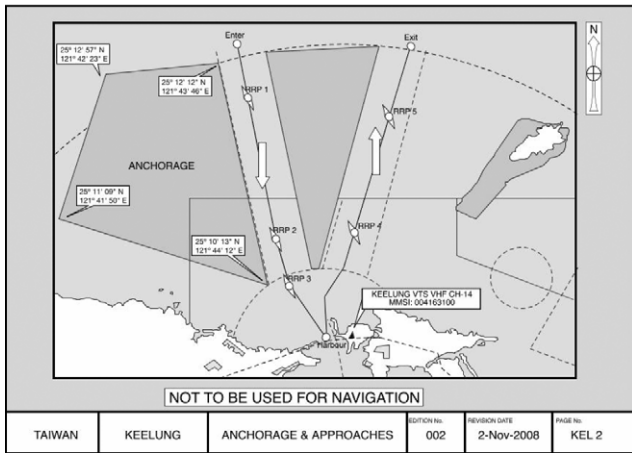 Enter
Exit
N
25° 12' 57" N
121° 42' 23" E
25° 12' 12" N
121° 43' 46" E
RRP 1
RRP 5
ANCHORAGE
25° 11' 09" N
121° 41' 50" E
25° 10' 13" N
121° 44' 12" E
RRP 2
RRP 4
RRP 3
KEELUNG VTS VHF CH-14
MMSI: 004163100
Harbour
NOT TO BE USED FOR NAVIGATION
TAIWAN
KEELUNG
ANCHORAGE & APPROACHES
EDITION No.
002
REVISION DATE
2-Nov-2008
PAGE No.
KEL 2